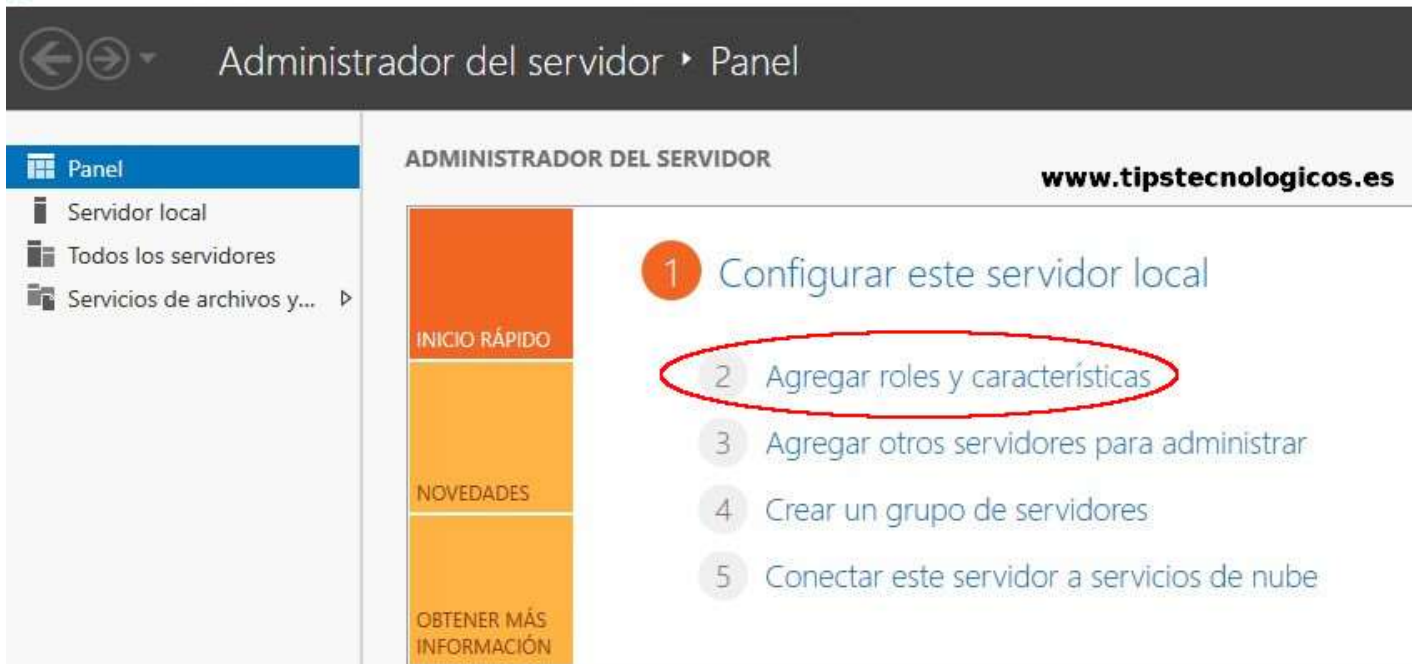 Administrador del servidor ‣ Panel
Panel
Servidor local
Todos los servidores
Servicios de archivos y...
ADMINISTRADOR DEL SERVIDOR
www.tipstecnologicos.es
INICIO RÁPIDO
NOVEDADES
OBTENER MÁS
INFORMACIÓN
1 Configurar este servidor local
2 Agregar roles y características
3 Agregar otros servidores para administrar
4 Crear un grupo de servidores
5 Conectar este servidor a servicios de nube